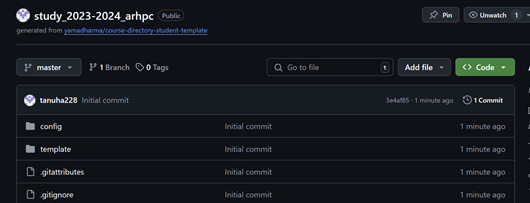 study_2023-2024_arhpc Public Pin Unwatch 1
generated from yamadharma/course-directory-student-template
master 1 Branch 0 Tags Go to file t Add file Code
tanuha228 Initial commit 3e4af85 · 1 minute ago 1 Commit
config Initial commit 1 minute ago
template Initial commit 1 minute ago
.gitattributes Initial commit 1 minute ago
.gitignore Initial commit 1 minute ago